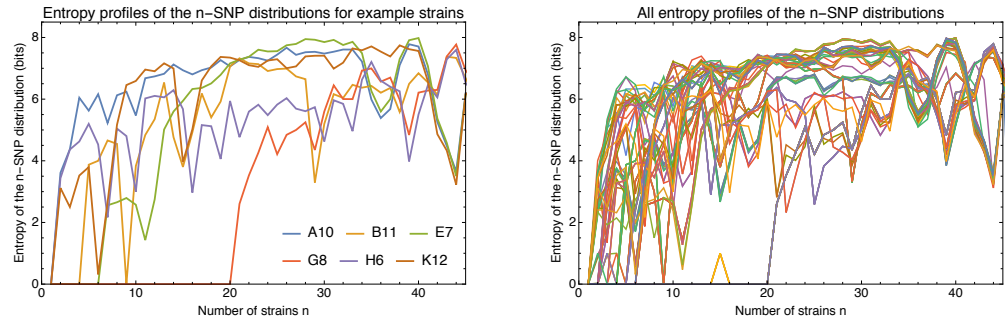 Entropy profiles of the n-SNP distributions for example strains
Entropy of the n-SNP distribution (bits)
8
6
4
2
0
A10 B11 E7
G8 H6 K12
0 10 20 30 40
Number of strains n
All entropy profiles of the n-SNP distributions
Entropy of the n-SNP distribution (bits)
8
6
4
2
0
0 10 20 30 40
Number of strains n